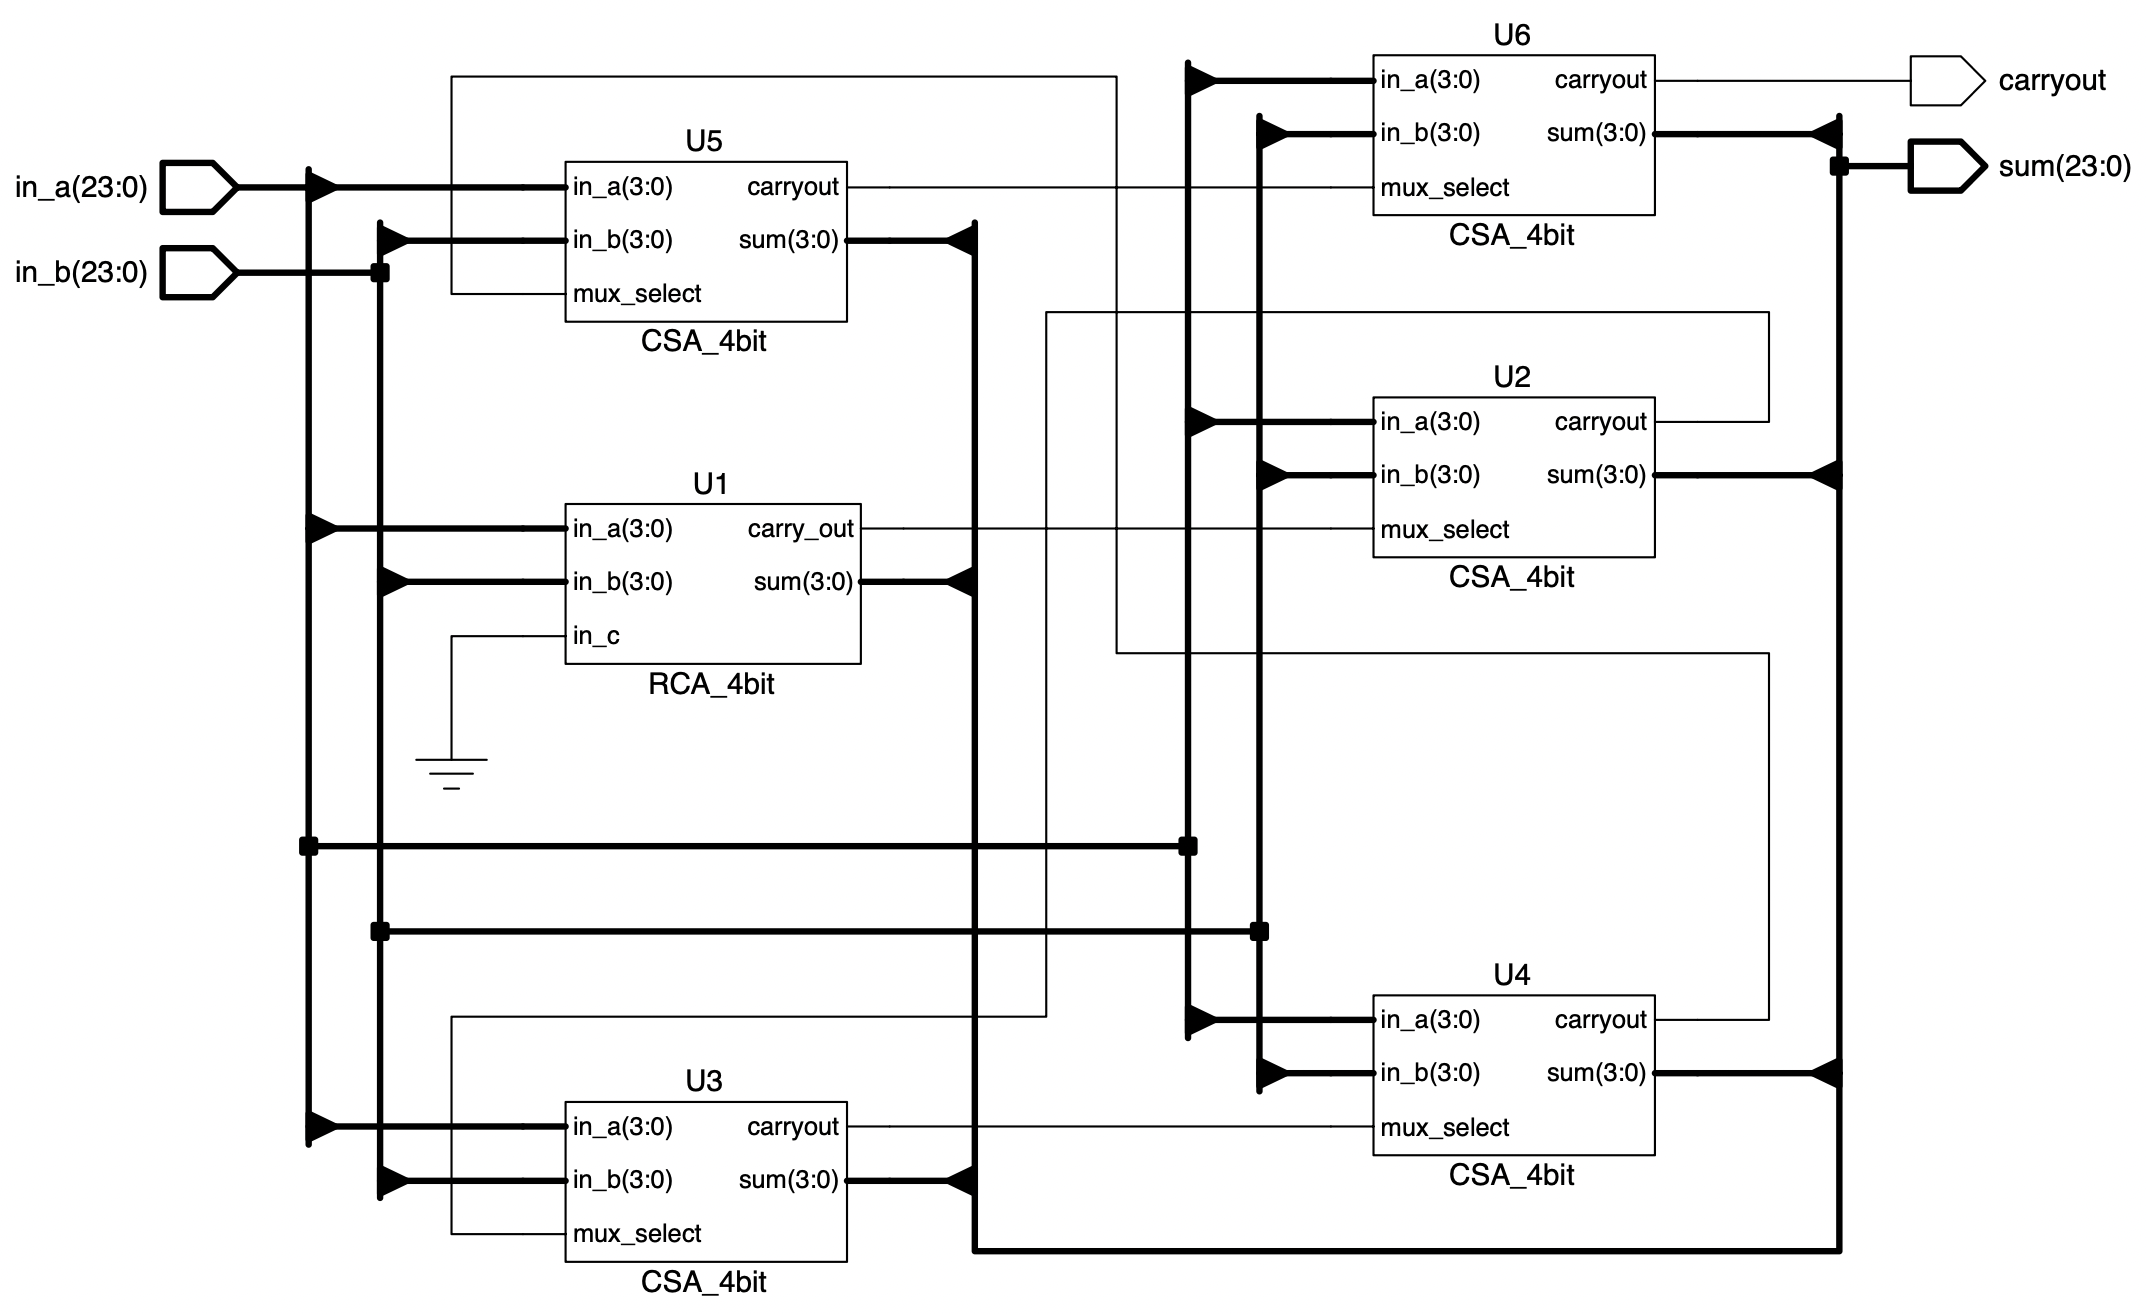 in_a(23:0)
in_b(23:0)
U5
in_a(3:0) carryout
in_b(3:0) sum(3:0)
mux_select
CSA_4bit
U1
in_a(3:0) carry_out
in_b(3:0) sum(3:0)
in_c
RCA_4bit
U3
in_a(3:0) carryout
in_b(3:0) sum(3:0)
mux_select
CSA_4bit
U6
in_a(3:0) carryout
in_b(3:0) sum(3:0)
mux_select
CSA_4bit
U2
in_a(3:0) carryout
in_b(3:0) sum(3:0)
mux_select
CSA_4bit
U4
in_a(3:0) carryout
in_b(3:0) sum(3:0)
mux_select
CSA_4bit
carryout
sum(23:0)